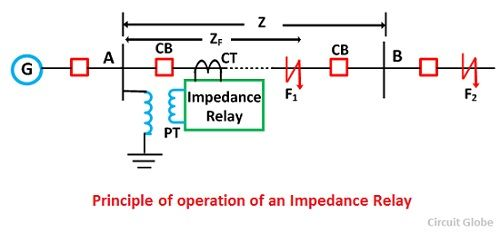 Z
Z_F
G
A
CB
CT
CB
B
F₁
F₂
Impedance
Relay
PT
Principle of operation of an Impedance Relay
Circuit Globe